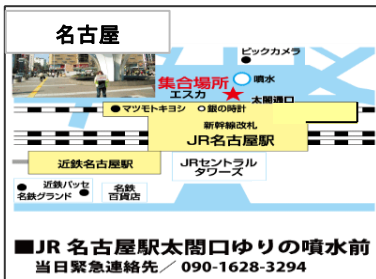 名古屋
ビックカメラ
集合場所
噴水
エスカ
太閤通口
マツモトキヨシ 銀の時計
新幹線改札
JR名古屋駅
近鉄名古屋駅
JRセントラル
タワーズ
近鉄パッセ
名鉄グランド
名鉄
百貨店
■JR名古屋駅太閤口ゆりの噴水前
当日緊急連絡先／090-1628-3294